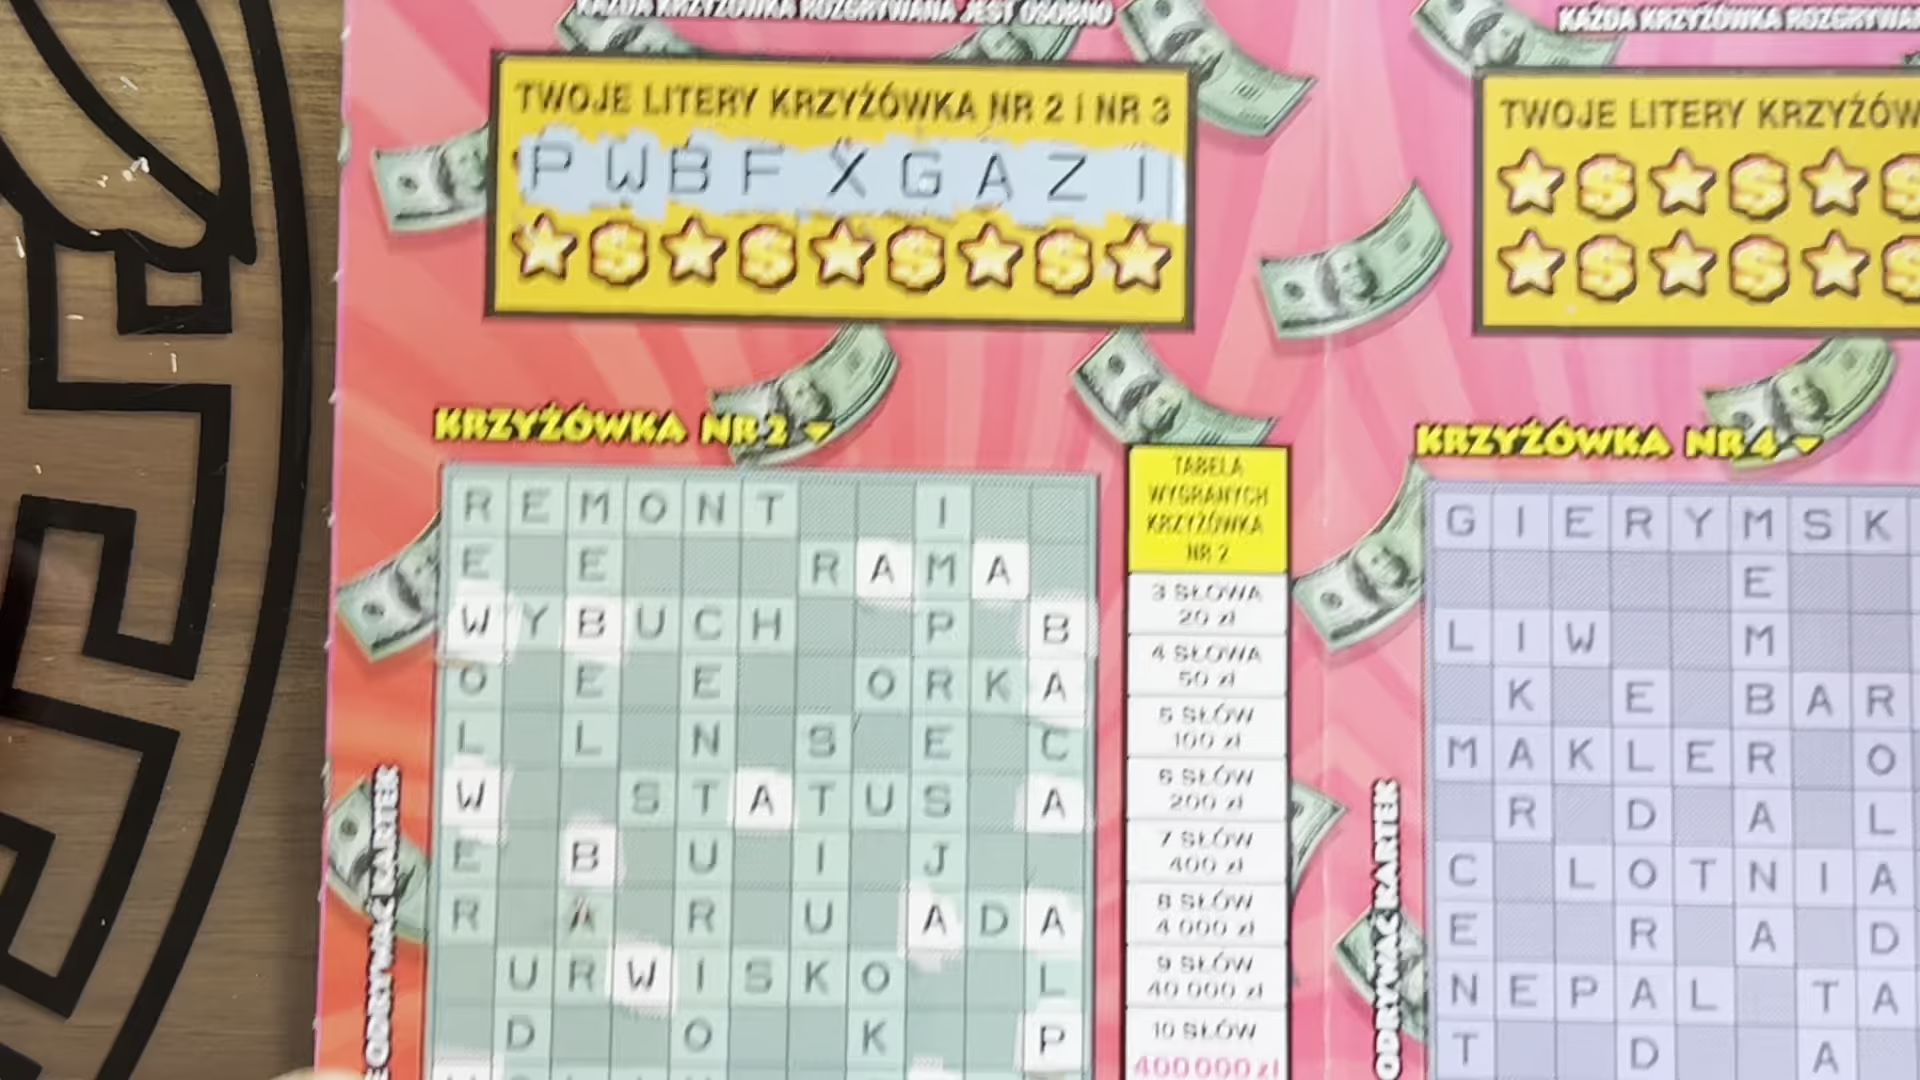 KAŻDA KRZYŻÓWKA ROZGRYWANA JEST OSOBNO
TWOJE LITERY KRZYŻÓWKA NR 2 I NR 3
P W B F X G A Z I
KRZYŻÓWKA NR 2
R E M O N T I
E E R A M A
W Y B U C H P B
O E E O R K A
L L N S E C
W S T A T U S A
E B U I J
R A R U A D A
U R W I S K O L
D O K P
TABELA
WYGRANYCH
KRZYŻÓWKA
NR 2
3 SŁOWA
20 zł
4 SŁOWA
50 zł
5 SŁÓW
100 zł
6 SŁÓW
200 zł
7 SŁÓW
400 zł
8 SŁÓW
4 000 zł
9 SŁÓW
40 000 zł
10 SŁÓW
400 000 zł
E ODRYWAĆ KARTEK
KAŻDA KRZYŻÓWKA ROZGRYWAN
TWOJE LITERY KRZYŻÓW
KRZYŻÓWKA NR 4
G I E R Y M S K
E
L I W M
K E B A R
M A K L E R O
R D A L
C L O T N I A
E R A D
N E P A L T A
T D A
ODRYWAĆ KARTEK